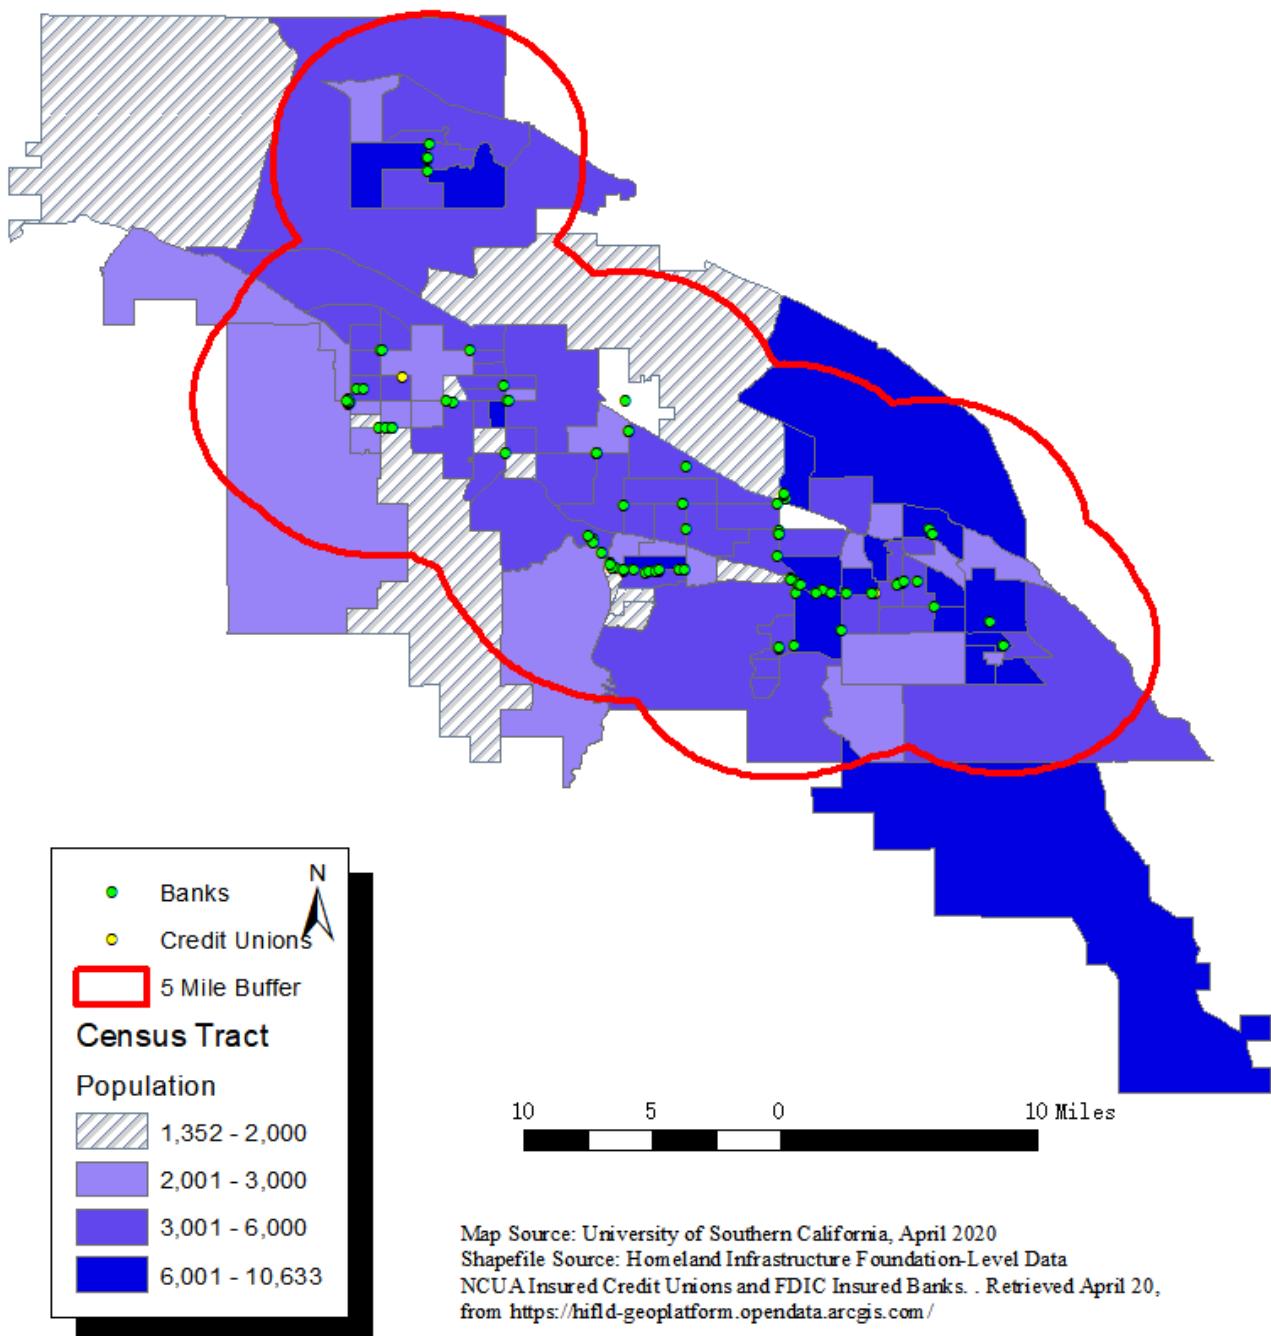 N
Banks
Credit Unions
5 Mile Buffer
Census Tract
Population
1,352 - 2,000
2,001 - 3,000
3,001 - 6,000
6,001 - 10,633
10 5 0 10 Miles
Map Source: University of Southern California, April 2020
Shapefile Source: Homeland Infrastructure Foundation-Level Data
NCUA Insured Credit Unions and FDIC Insured Banks. . Retrieved April 20,
from https://hifld-geoplatform.opendata.arcgis.com/